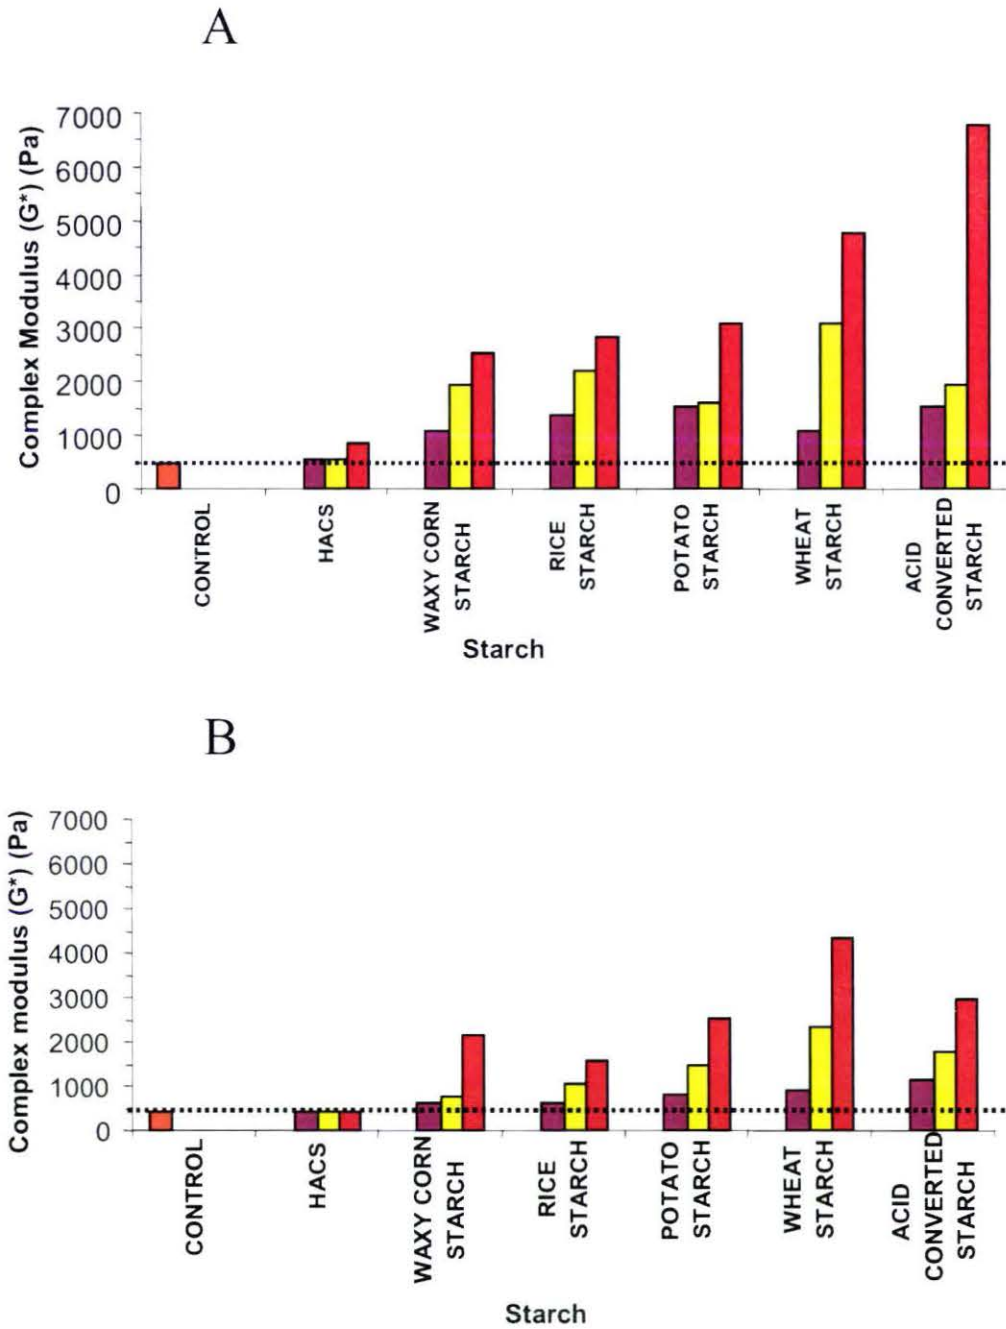 A
Complex Modulus (G*) (Pa)
7000
6000
5000
4000
3000
2000
1000
0
CONTROL
HACS
WAXY CORN
STARCH
RICE
STARCH
POTATO
STARCH
WHEAT
STARCH
ACID
CONVERTED
STARCH
Starch
B
Complex modulus (G*) (Pa)
7000
6000
5000
4000
3000
2000
1000
0
CONTROL
HACS
WAXY CORN
STARCH
RICE
STARCH
POTATO
STARCH
WHEAT
STARCH
ACID
CONVERTED
STARCH
Starch